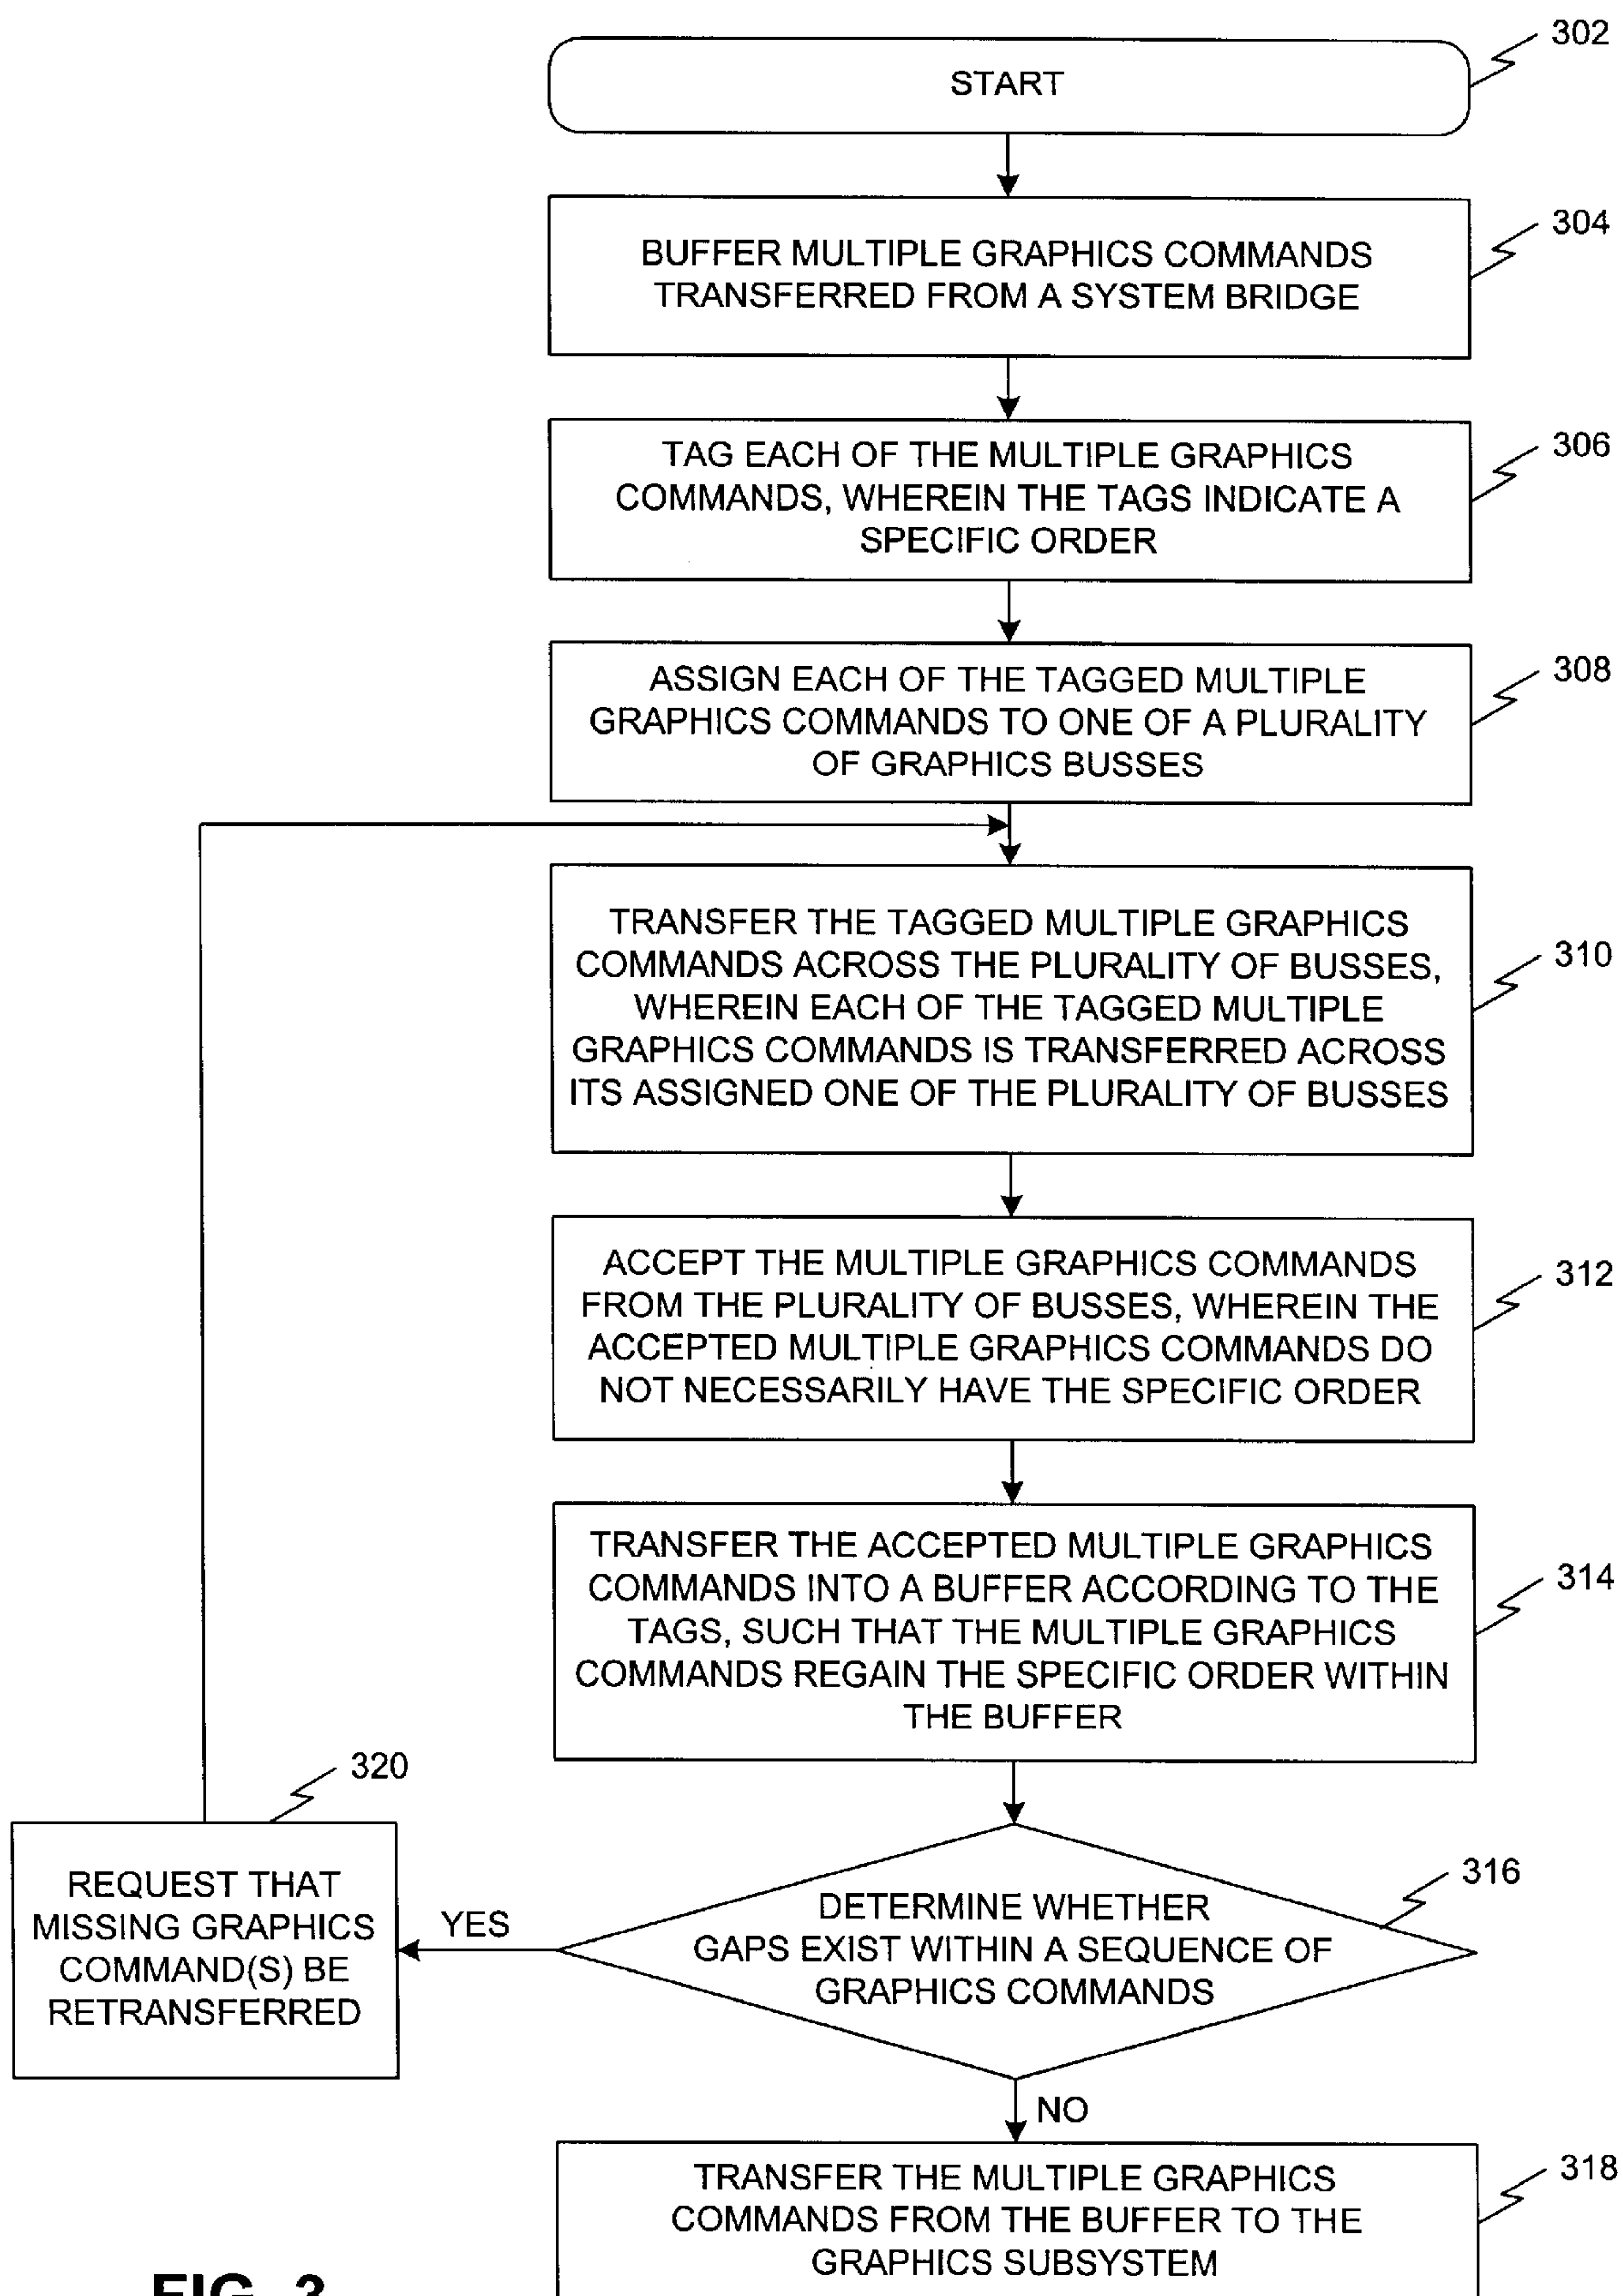 302
START
304
BUFFER MULTIPLE GRAPHICS COMMANDS
TRANSFERRED FROM A SYSTEM BRIDGE
306
TAG EACH OF THE MULTIPLE GRAPHICS
COMMANDS, WHEREIN THE TAGS INDICATE A
SPECIFIC ORDER
308
ASSIGN EACH OF THE TAGGED MULTIPLE
GRAPHICS COMMANDS TO ONE OF A PLURALITY
OF GRAPHICS BUSSES
310
TRANSFER THE TAGGED MULTIPLE GRAPHICS
COMMANDS ACROSS THE PLURALITY OF BUSSES,
WHEREIN EACH OF THE TAGGED MULTIPLE
GRAPHICS COMMANDS IS TRANSFERRED ACROSS
ITS ASSIGNED ONE OF THE PLURALITY OF BUSSES
312
ACCEPT THE MULTIPLE GRAPHICS COMMANDS
FROM THE PLURALITY OF BUSSES, WHEREIN THE
ACCEPTED MULTIPLE GRAPHICS COMMANDS DO
NOT NECESSARILY HAVE THE SPECIFIC ORDER
314
TRANSFER THE ACCEPTED MULTIPLE GRAPHICS
COMMANDS INTO A BUFFER ACCORDING TO THE
TAGS, SUCH THAT THE MULTIPLE GRAPHICS
COMMANDS REGAIN THE SPECIFIC ORDER WITHIN
THE BUFFER
320
REQUEST THAT
MISSING GRAPHICS
COMMAND(S) BE
RETRANSFERRED
YES
316
DETERMINE WHETHER
GAPS EXIST WITHIN A SEQUENCE OF
GRAPHICS COMMANDS
NO
318
TRANSFER THE MULTIPLE GRAPHICS
COMMANDS FROM THE BUFFER TO THE
GRAPHICS SUBSYSTEM
FIG. 3